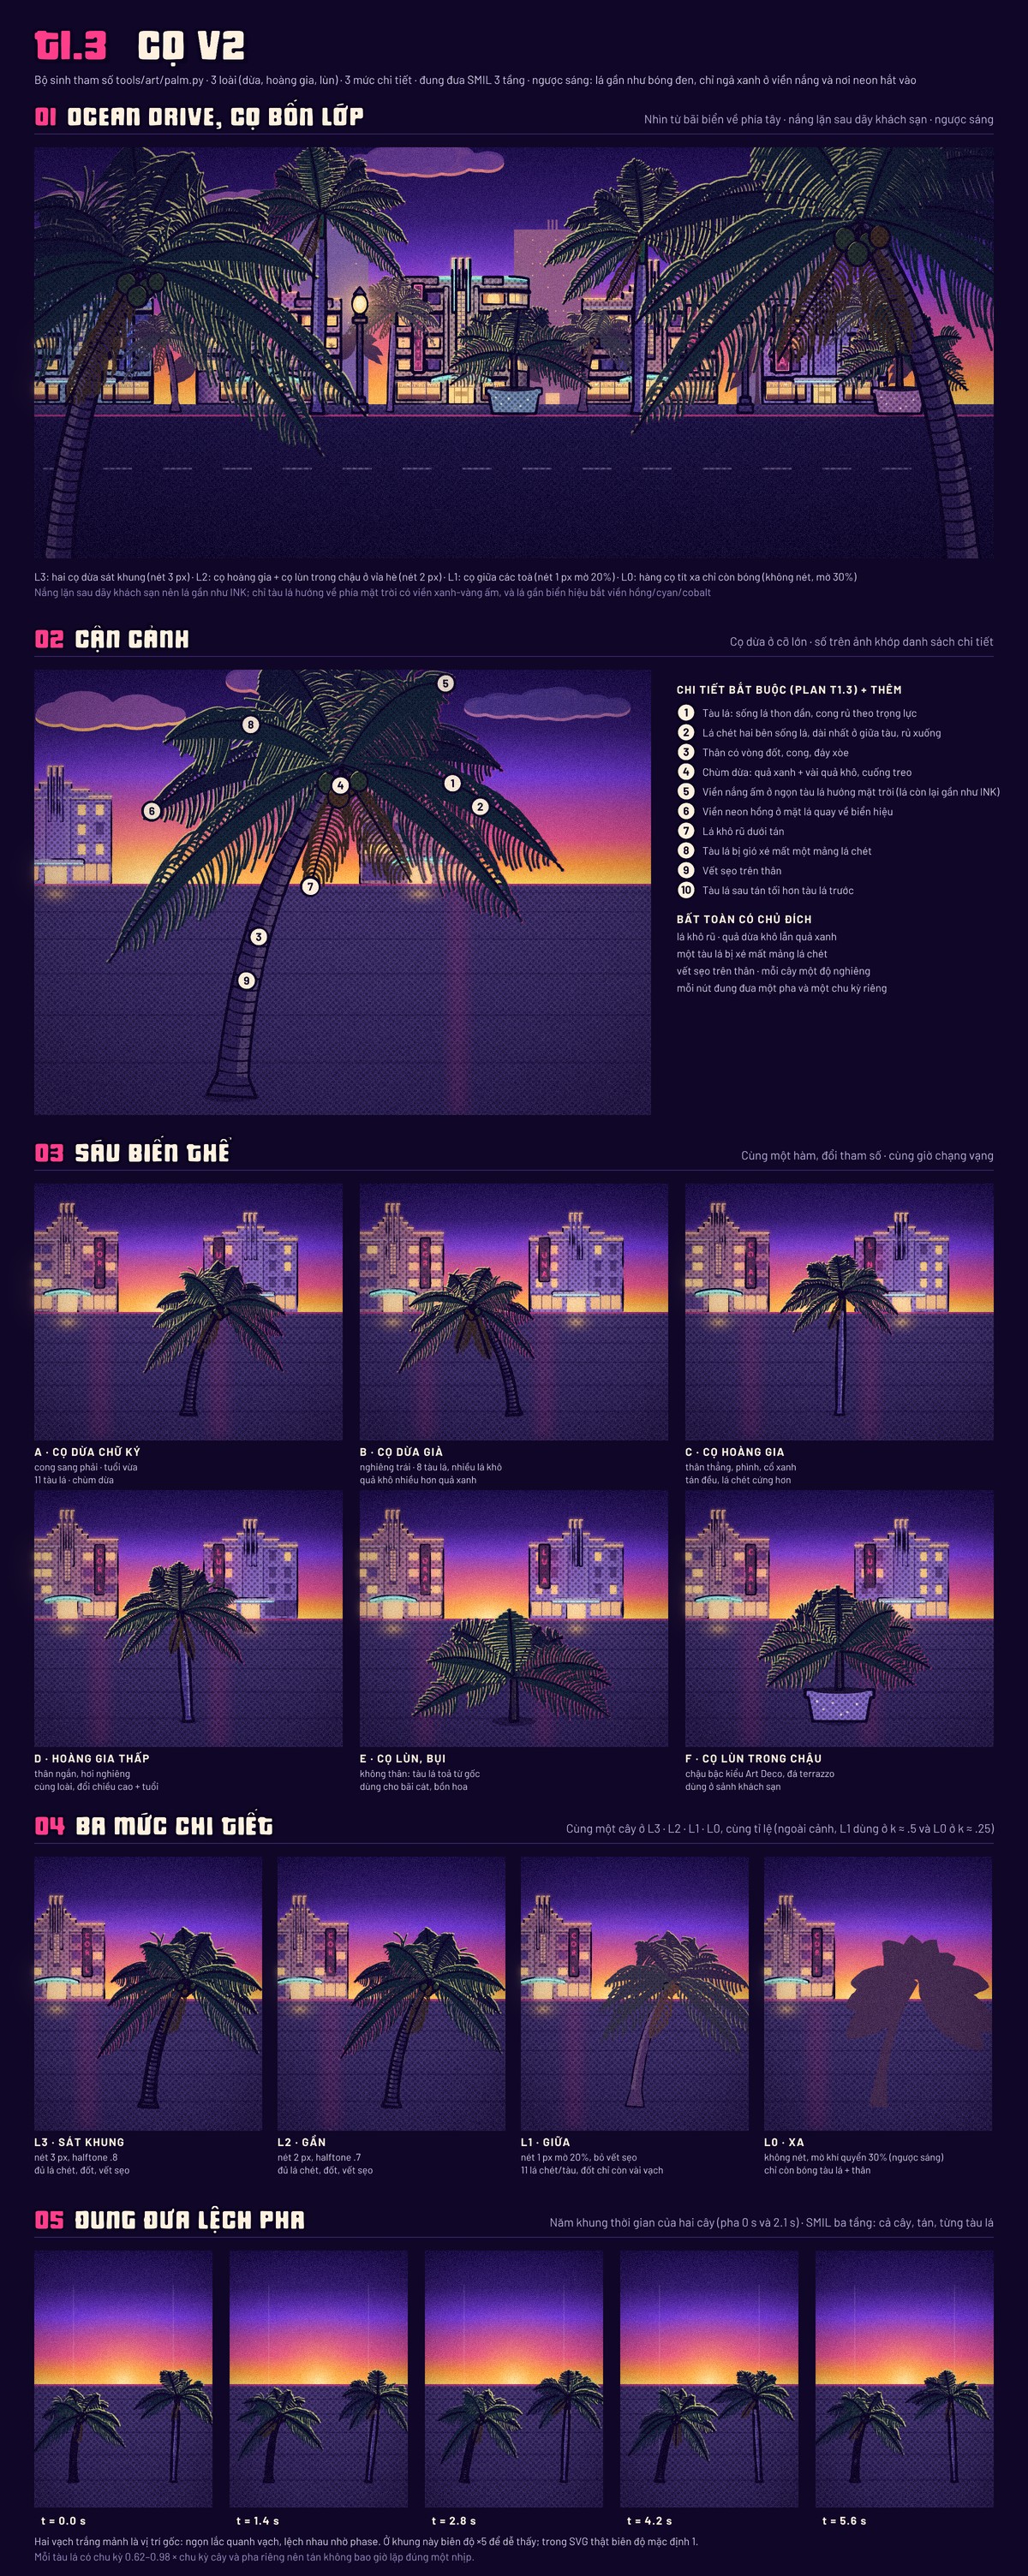 T1.3 CỌ V2
Bộ sinh tham số tools/art/palm.py · 3 loài (dừa, hoàng gia, lùn) · 3 mức chi tiết · đung đưa SMIL 3 tầng · ngược sáng: lá gần như bóng đen, chỉ ngả xanh ở viền nắng và nơi neon hắt vào
01 OCEAN DRIVE, CỌ BỐN LỚP
Nhìn từ bãi biển về phía tây · nắng lặn sau dãy khách sạn · ngược sáng
L3: hai cọ dừa sát khung (nét 3 px) · L2: cọ hoàng gia + cọ lùn trong chậu ở vỉa hè (nét 2 px) · L1: cọ giữa các toà (nét 1 px mờ 20%) · L0: hàng cọ tít xa chỉ còn bóng (không nét, mờ 30%)
Nắng lặn sau dãy khách sạn nên lá gần như INK; chỉ tàu lá hướng về phía mặt trời có viền xanh-vàng ấm, và lá gần biển hiệu bắt viền hồng/cyan/cobalt
02 CẬN CẢNH
Cọ dừa ở cỡ lớn · số trên ảnh khớp danh sách chi tiết
5
8
4
1
2
6
7
3
9
CHI TIẾT BẮT BUỘC (PLAN T1.3) + THÊM
1 Tàu lá: sống lá thon dần, cong rủ theo trọng lực
2 Lá chét hai bên sống lá, dài nhất ở giữa tàu, rủ xuống
3 Thân có vòng đốt, cong, đáy xòe
4 Chùm dừa: quả xanh + vài quả khô, cuống treo
5 Viền nắng ấm ở ngọn tàu lá hướng mặt trời (lá còn lại gần như INK)
6 Viền neon hồng ở mặt lá quay về biển hiệu
7 Lá khô rũ dưới tán
8 Tàu lá bị gió xé mất một mảng lá chét
9 Vết sẹo trên thân
10 Tàu lá sau tán tối hơn tàu lá trước
BẤT TOÀN CÓ CHỦ ĐÍCH
lá khô rũ · quả dừa khô lẫn quả xanh
một tàu lá bị xé mất mảng lá chét
vết sẹo trên thân · mỗi cây một độ nghiêng
mỗi nút đung đưa một pha và một chu kỳ riêng
03 SÁU BIẾN THỂ
Cùng một hàm, đổi tham số · cùng giờ chạng vạng
A · CỌ DỪA CHỮ KÝ
cong sang phải · tuổi vừa
11 tàu lá · chùm dừa
B · CỌ DỪA GIÀ
nghiêng trái · 8 tàu lá, nhiều lá khô
quả khô nhiều hơn quả xanh
C · CỌ HOÀNG GIA
thân thẳng, phình, cổ xanh
tán đều, lá chét cứng hơn
D · HOÀNG GIA THẤP
thân ngắn, hơi nghiêng
cùng loài, đổi chiều cao + tuổi
E · CỌ LÙN, BỤI
không thân: tàu lá toả từ gốc
dùng cho bãi cát, bồn hoa
F · CỌ LÙN TRONG CHẬU
chậu bậc kiểu Art Deco, đá terrazzo
dùng ở sảnh khách sạn
04 BA MỨC CHI TIẾT
Cùng một cây ở L3 · L2 · L1 · L0, cùng tỉ lệ (ngoài cảnh, L1 dùng ở k ≈ .5 và L0 ở k ≈ .25)
L3 · SÁT KHUNG
nét 3 px, halftone .8
đủ lá chét, đốt, vết sẹo
L2 · GẦN
nét 2 px, halftone .7
đủ lá chét, đốt, vết sẹo
L1 · GIỮA
nét 1 px mờ 20%, bỏ vết sẹo
11 lá chét/tàu, đốt chỉ còn vài vạch
L0 · XA
không nét, mờ khí quyển 30% (ngược sáng)
chỉ còn bóng tàu lá + thân
05 ĐUNG ĐƯA LỆCH PHA
Năm khung thời gian của hai cây (pha 0 s và 2.1 s) · SMIL ba tầng: cả cây, tán, từng tàu lá
t = 0.0 s
t = 1.4 s
t = 2.8 s
t = 4.2 s
t = 5.6 s
Hai vạch trắng mảnh là vị trí gốc: ngọn lắc quanh vạch, lệch nhau nhờ phase. Ở khung này biên độ ×5 để dễ thấy; trong SVG thật biên độ mặc định 1.
Mỗi tàu lá có chu kỳ 0.62–0.98 × chu kỳ cây và pha riêng nên tán không bao giờ lặp đúng một nhịp.